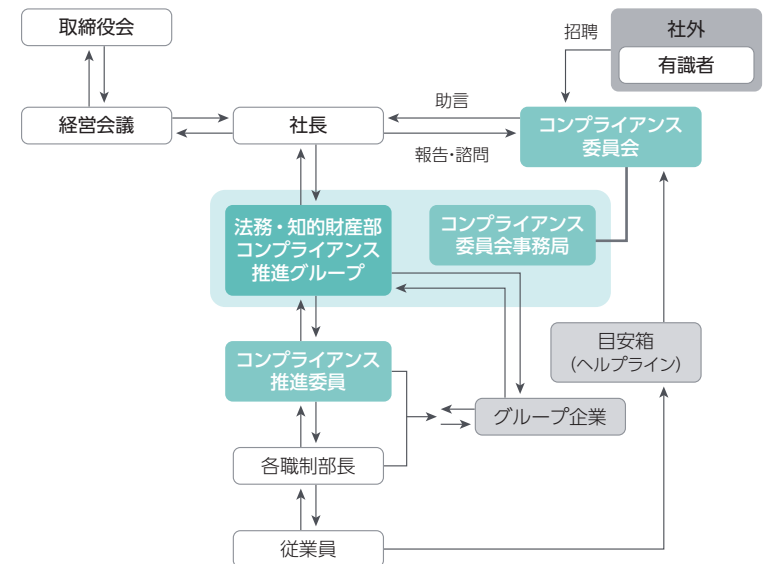 取締役会
招聘
社外
有識者
経営会議
社長
助言
報告・諮問
コンプライアンス
委員会
法務・知的財産部
コンプライアンス
推進グループ
コンプライアンス
委員会事務局
コンプライアンス
推進委員
目安箱
(ヘルプライン)
グループ企業
各職制部長
従業員